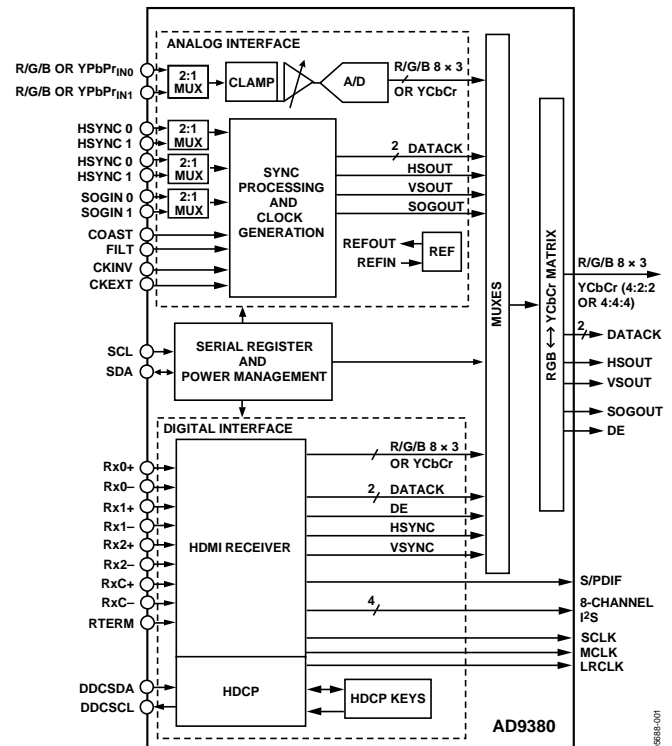 ANALOG INTERFACE
R/G/B OR YPbPrIN0
R/G/B OR YPbPrIN1
2:1
MUX
CLAMP
A/D
R/G/B 8 × 3
OR YCbCr
HSYNC 0
HSYNC 1
2:1
MUX
HSYNC 0
HSYNC 1
2:1
MUX
SOGIN 0
SOGIN 1
2:1
MUX
COAST
FILT
CKINV
CKEXT
SYNC
PROCESSING
AND
CLOCK
GENERATION
2
DATACK
HSOUT
VSOUT
SOGOUT
REFOUT
REFIN
REF
MUXES
RGB ↔ YCbCr MATRIX
R/G/B 8 × 3
YCbCr (4:2:2
OR 4:4:4)
2
DATACK
HSOUT
VSOUT
SOGOUT
DE
SCL
SDA
SERIAL REGISTER
AND
POWER MANAGEMENT
DIGITAL INTERFACE
Rx0+
Rx0–
Rx1+
Rx1–
Rx2+
Rx2–
RxC+
RxC–
RTERM
HDMI RECEIVER
R/G/B 8 × 3
OR YCbCr
2
DATACK
DE
HSYNC
VSYNC
S/PDIF
4
8-CHANNEL
I2S
SCLK
MCLK
LRCLK
DDCSDA
DDCSCL
HDCP
HDCP KEYS
AD9380
5688-001